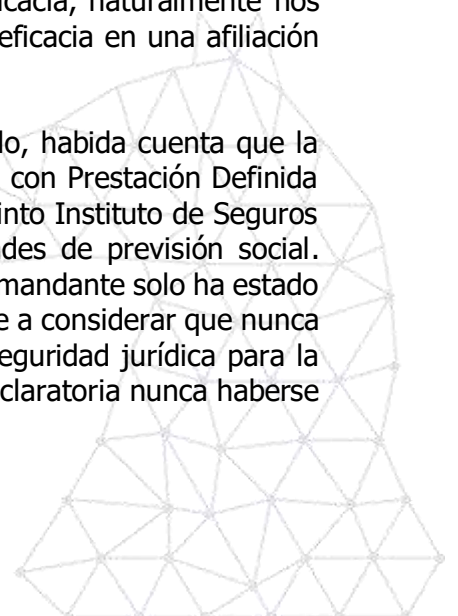 icacia, naturalmente nos
eficacia en una afiliación
lo, habida cuenta que la
con Prestación Definida
into Instituto de Seguros
des de previsión social.
mandante solo ha estado
e a considerar que nunca
eguridad jurídica para la
claratoria nunca haberse